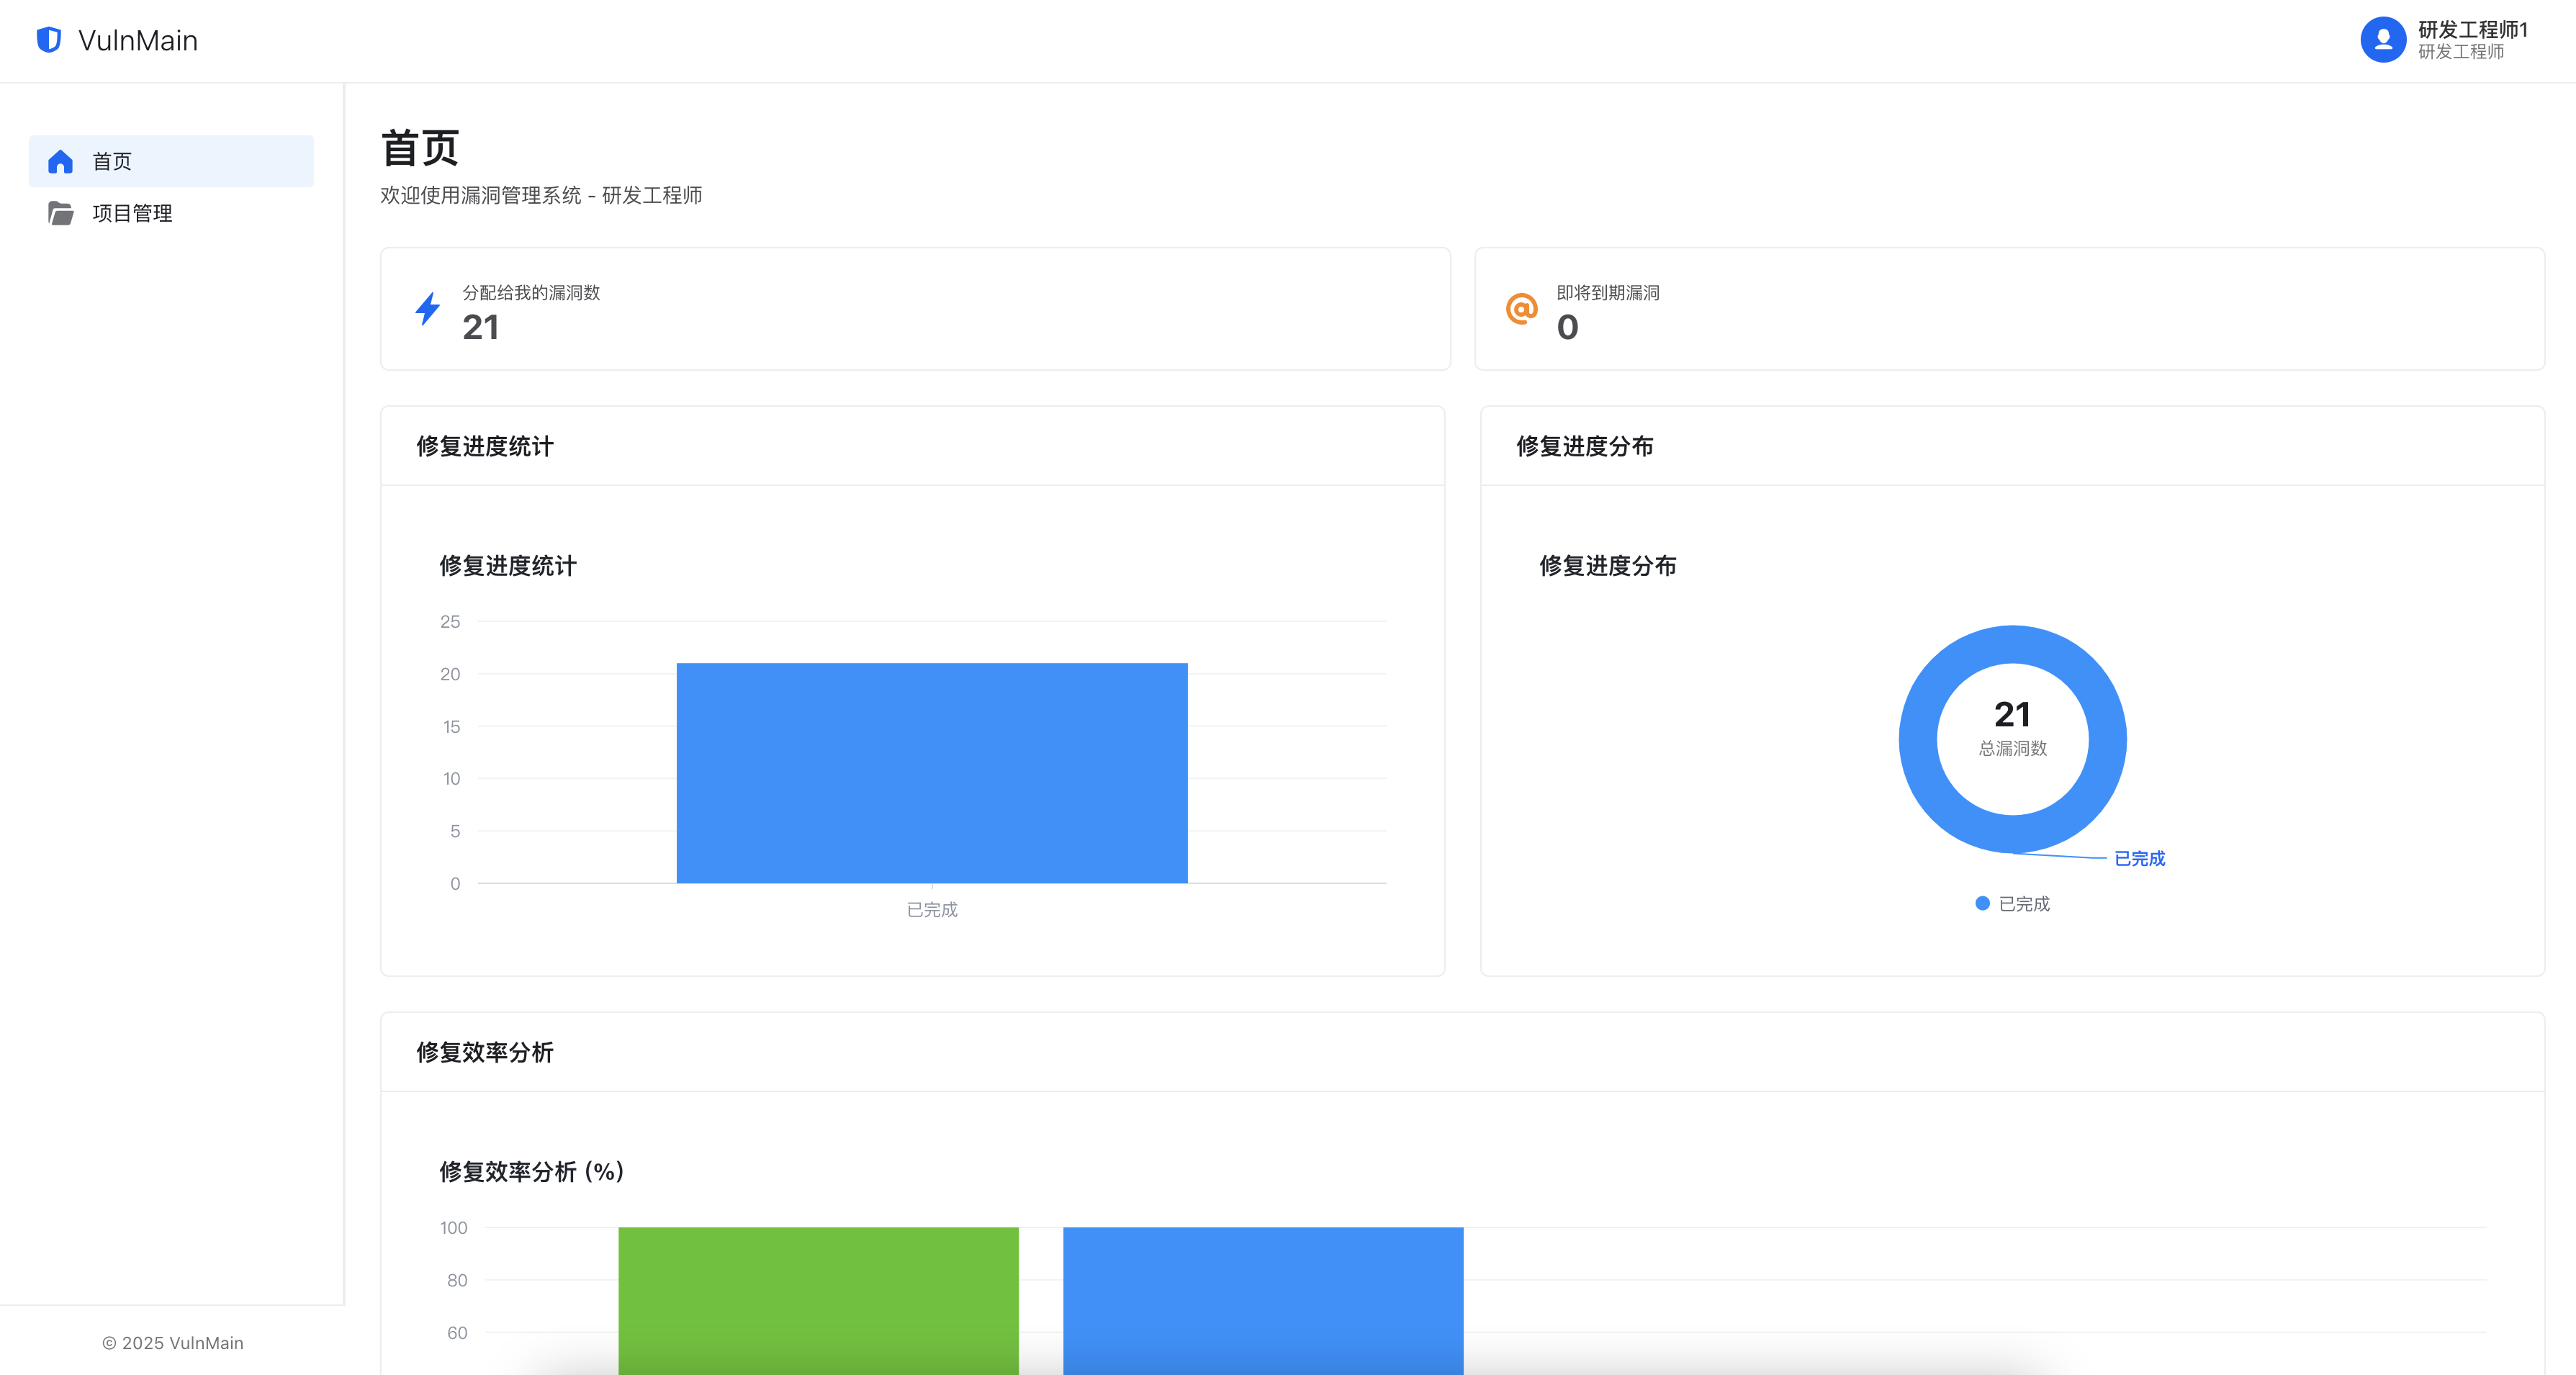 VulnMain
研发工程师1
研发工程师
首页
项目管理
首页
欢迎使用漏洞管理系统 - 研发工程师
分配给我的漏洞数
21
即将到期漏洞
0
修复进度统计
修复进度统计
25
20
15
10
5
0
已完成
修复进度分布
修复进度分布
21
总漏洞数
已完成
已完成
修复效率分析
修复效率分析 (%)
100
80
60
© 2025 VulnMain